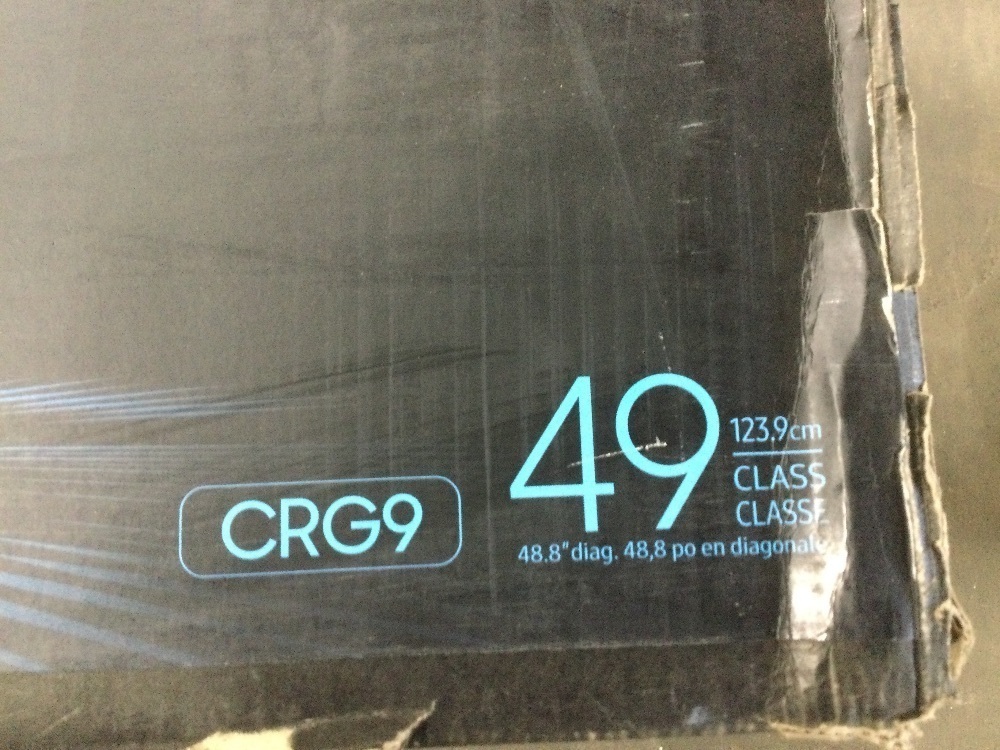 CRG9
49
123.9cm
CLASS
CLASSE
48.8" diag. 48,8 po en diagonale